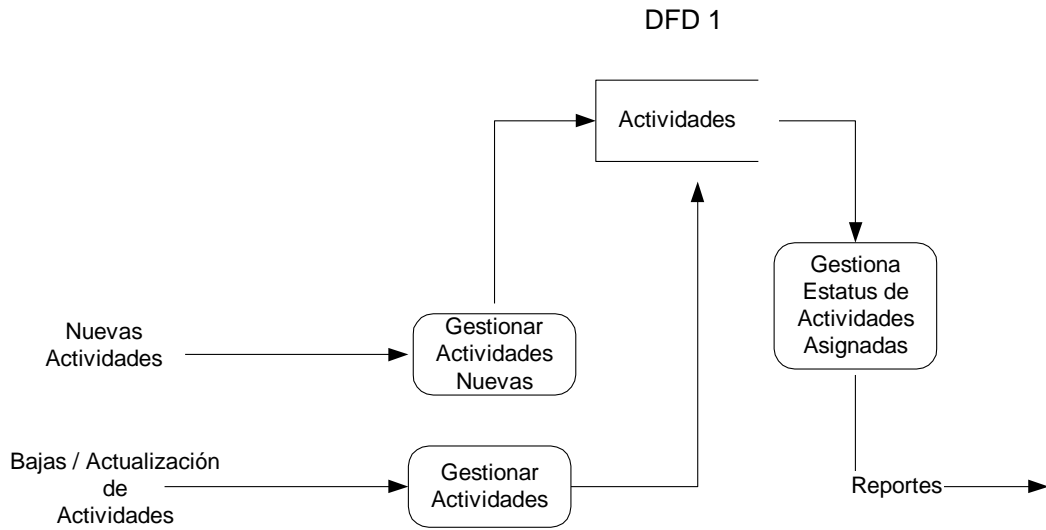 DFD 1
Actividades
Gestiona
Estatus de
Actividades
Asignadas
Nuevas
Actividades
Gestionar
Actividades
Nuevas
Bajas / Actualización
de
Actividades
Gestionar
Actividades
Reportes